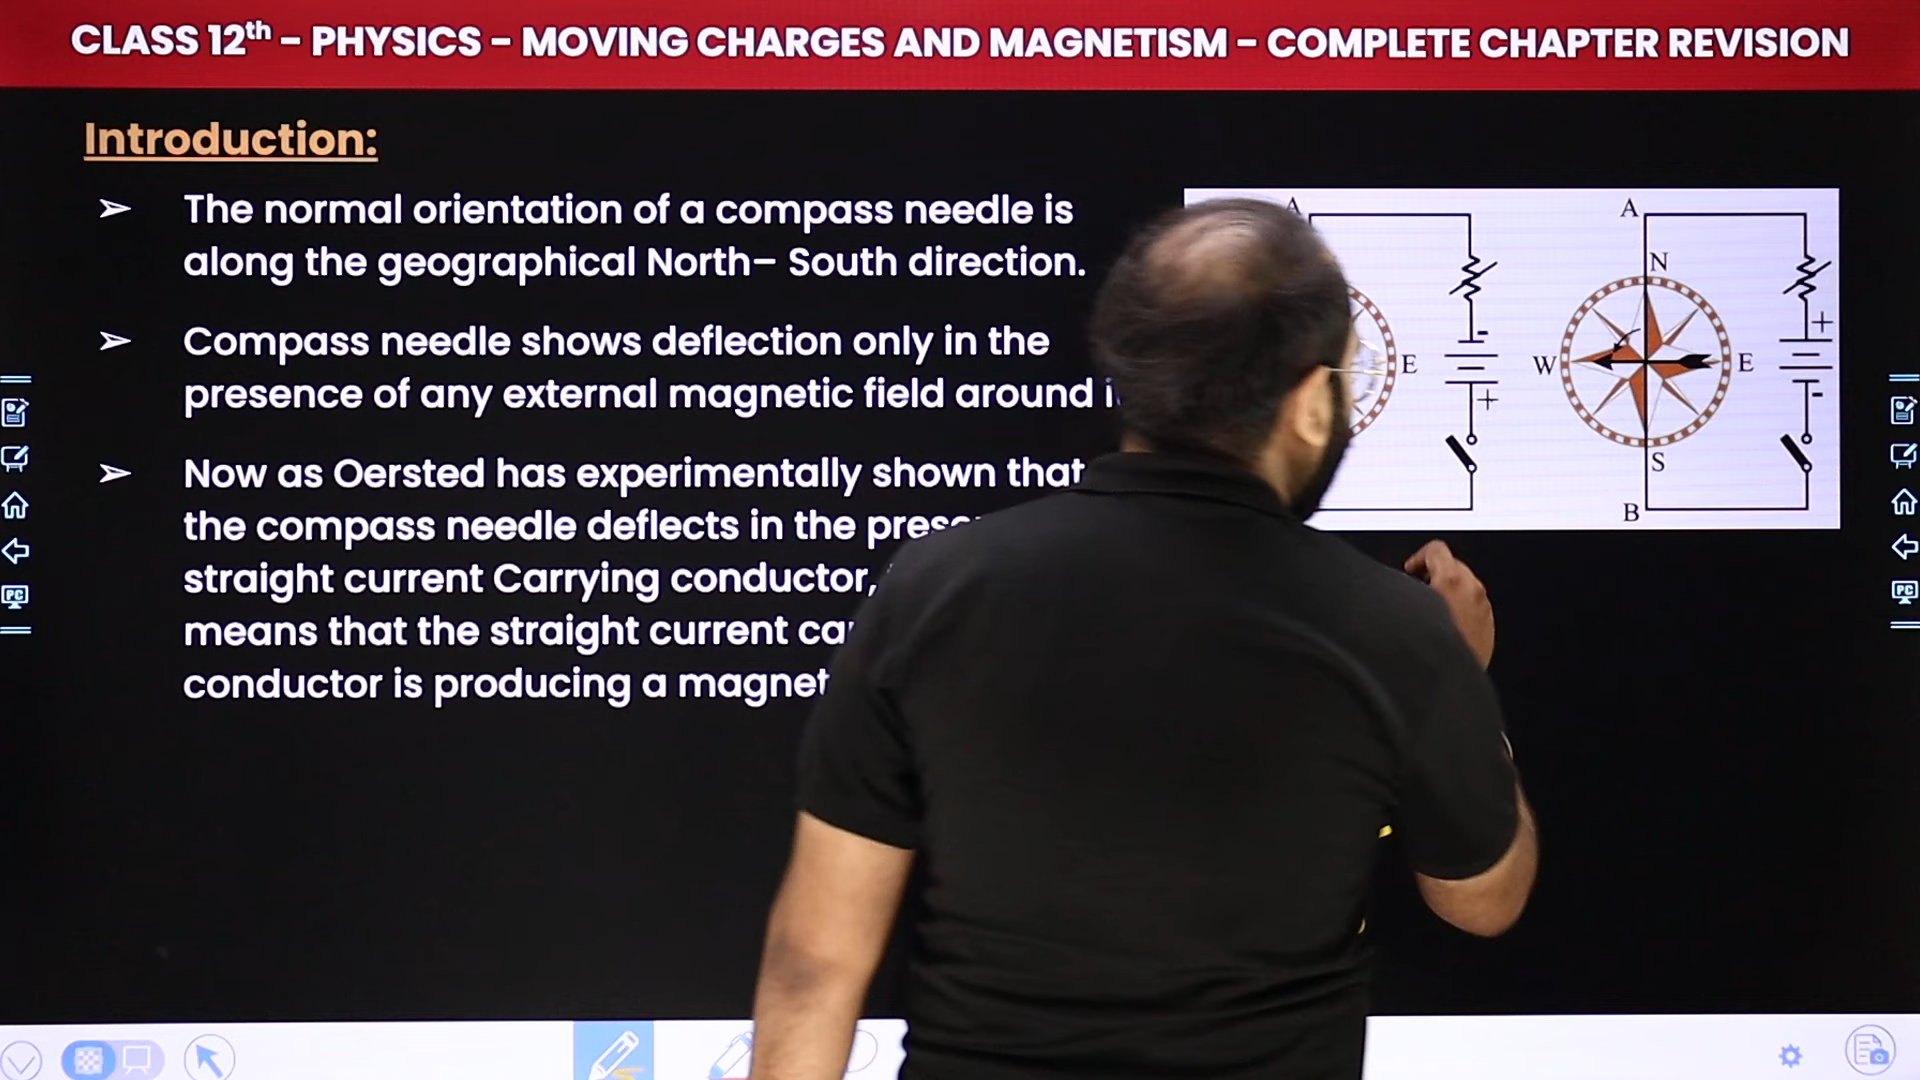 CLASS 12th – PHYSICS – MOVING CHARGES AND MAGNETISM – COMPLETE CHAPTER REVISION
Introduction:
➢ The normal orientation of a compass needle is
along the geographical North– South direction.
➢ Compass needle shows deflection only in the
presence of any external magnetic field around
➢ Now as Oersted has experimentally shown that
the compass needle deflects in the
straight current Carrying conductor,
means that the straight current
conductor is producing a
A
E
-
+
A
N
W
E
S
B
+
-
PC
PC